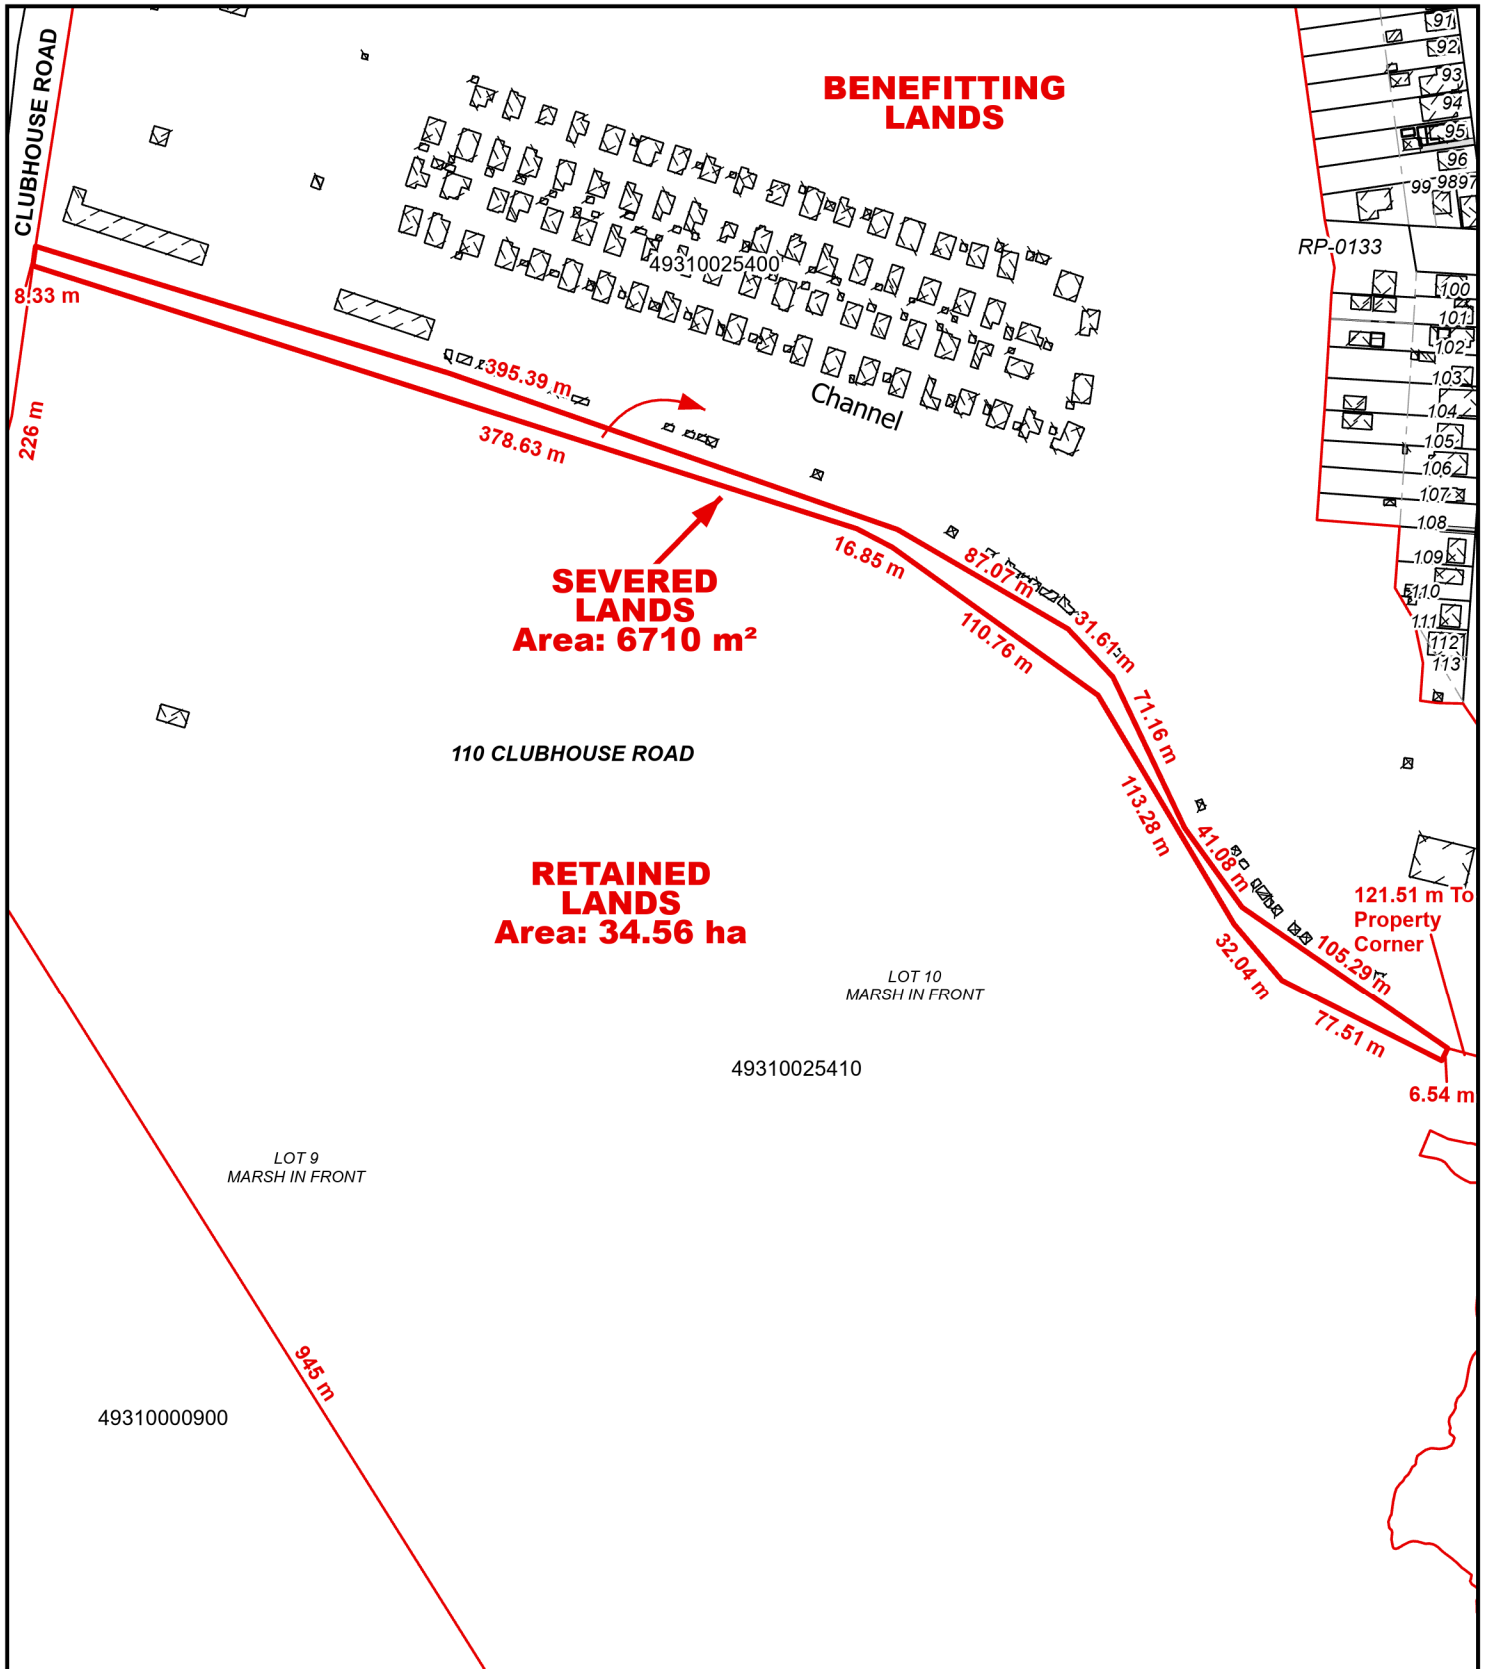 CLUBHOUSE ROAD
BENEFITTING
LANDS
91
92
93
94
95
96
99
98
97
RP-0133
49310025400
8.33 m
100
101
102
103
104
105
106
107
108
109
110
111
112
113
395.39 m
Channel
226 m
378.63 m
16.85 m
87.07 m
SEVERED
LANDS
Area: 6710 m²
31.61 m
110.76 m
71.16 m
110 CLUBHOUSE ROAD
113.28 m
41.08 m
RETAINED
LANDS
Area: 34.56 ha
121.51 m To
Property
Corner
105.29 m
32.04 m
LOT 10
MARSH IN FRONT
77.51 m
49310025410
6.54 m
LOT 9
MARSH IN FRONT
945 m
49310000900